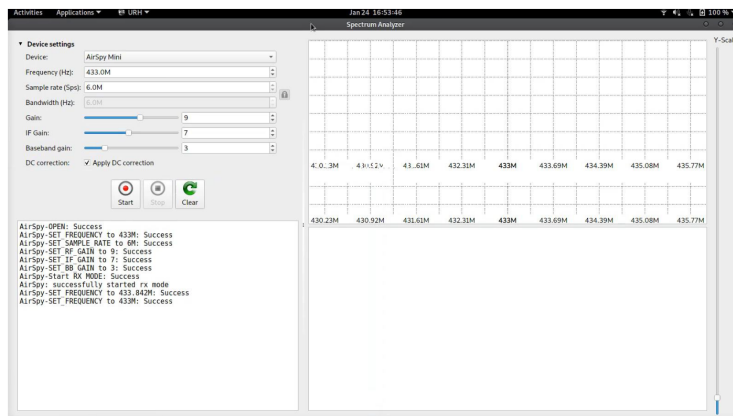 Activities Applications ▾ URH ▾ Jan 24 16:53:46 100 %
Spectrum Analyzer
▾ Device settings
Device: AirSpy Mini
Frequency (Hz): 433.0M
Sample rate (Sps): 6.0M
Bandwidth (Hz): 6.0M
Gain: 9
IF Gain: 7
Baseband gain: 3
DC correction: Apply DC correction
Start Stop Clear
AirSpy-OPEN: Success
AirSpy-SET_FREQUENCY to 433M: Success
AirSpy-SET_SAMPLE_RATE to 6M: Success
AirSpy-SET_RF_GAIN to 9: Success
AirSpy-SET_IF_GAIN to 7: Success
AirSpy-SET_BB_GAIN to 3: Success
AirSpy-Start RX MODE: Success
AirSpy: successfully started rx mode
AirSpy-SET_FREQUENCY to 433.842M: Success
AirSpy-SET_FREQUENCY to 433M: Success
432.31M 433M 433.69M 434.39M 435.08M 435.77M
430.23M 430.92M 431.61M 432.31M 433M 433.69M 434.39M 435.08M 435.77M